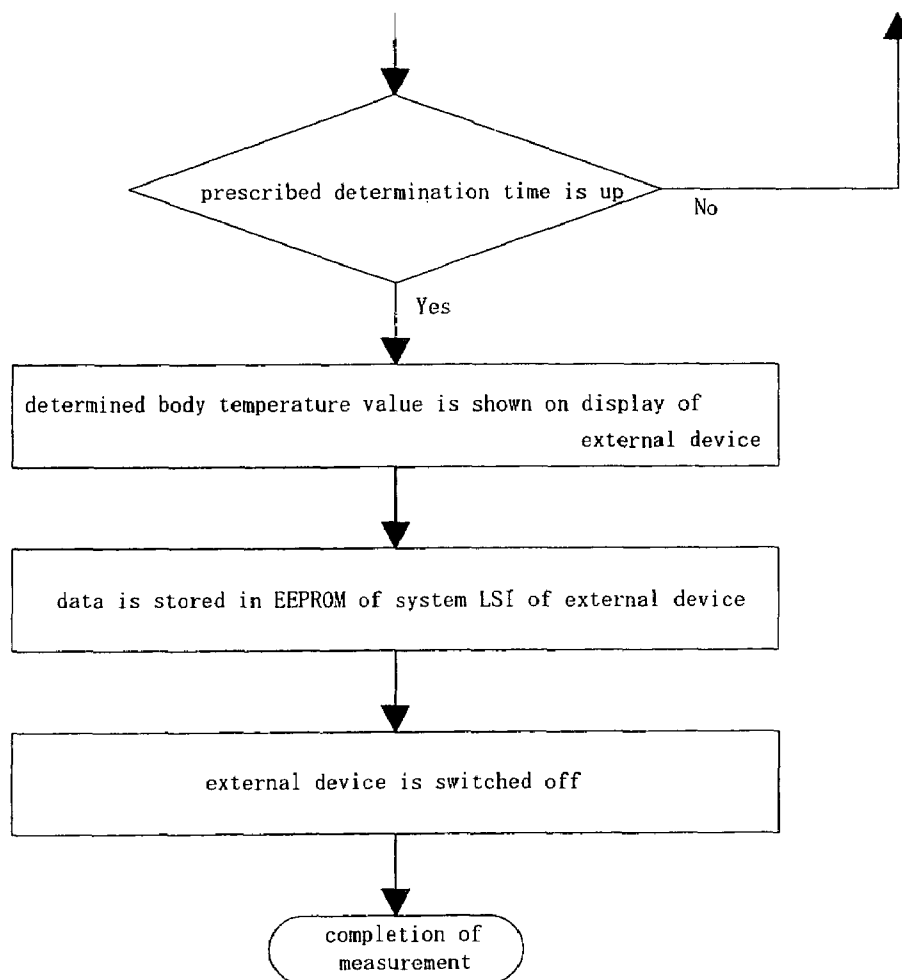 prescribed determination time is up
No
Yes
determined body temperature value is shown on display of
external device
data is stored in EEPROM of system LSI of external device
external device is switched off
completion of
measurement